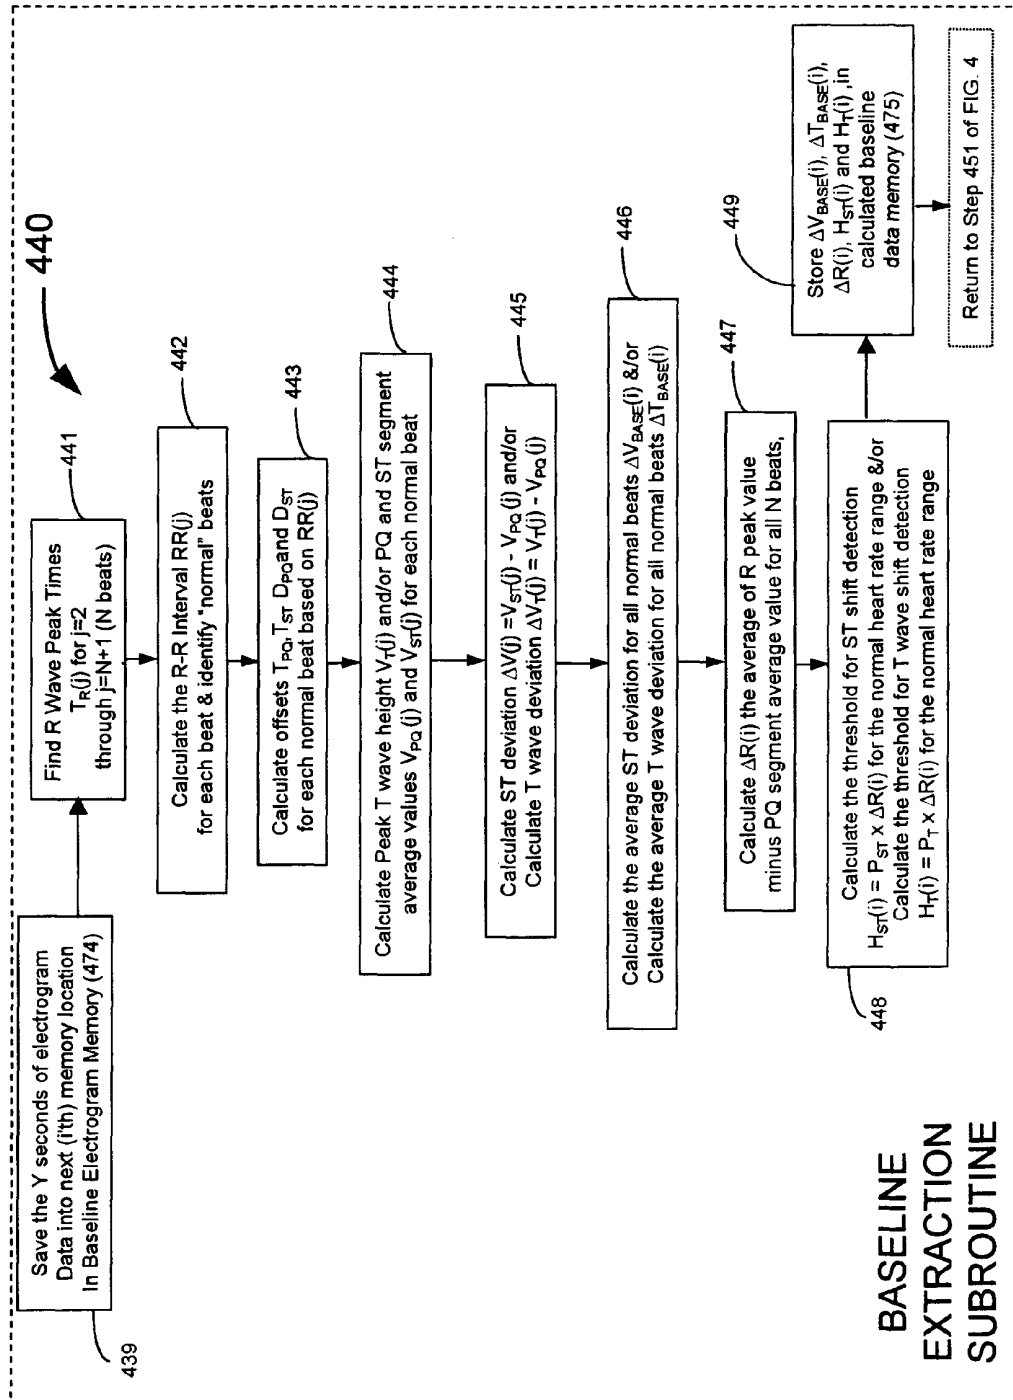 440
Save the Y seconds of electrogram
Data into next (i'th) memory location
In Baseline Electrogram Memory (474)
439
Find R Wave Peak Times
T_R(j) for j=2
through j=N+1 (N beats)
441
Calculate the R-R Interval RR(j)
for each beat & identify "normal" beats
442
Calculate offsets T_PQ, T_ST D_PQ and D_ST
for each normal beat based on RR(j)
443
Calculate Peak T wave height V_T(j) and/or PQ and ST segment
average values V_PQ(j) and V_ST(j) for each normal beat
444
Calculate ST deviation ΔV(j) =V_ST(j) - V_PQ(j) and/or
Calculate T wave deviation ΔV_T(j) = V_T(j) - V_PQ(j)
445
Calculate the average ST deviation for all normal beats ΔV_BASE(i) &/or
Calculate the average T wave deviation for all normal beats ΔT_BASE(i)
446
Calculate ΔR(i) the average of R peak value
minus PQ segment average value for all N beats,
447
Calculate the threshold for ST shift detection
H_ST(i) = P_ST x ΔR(i) for the normal heart rate range &/or
Calculate the threshold for T wave shift detection
H_T(i) = P_T x ΔR(i) for the normal heart rate range
448
Store ΔV_BASE(i), ΔT_BASE(i),
ΔR(i), H_ST(i) and H_T(i) ,in
calculated baseline
data memory (475)
449
Return to Step 451 of FIG. 4
BASELINE
EXTRACTION
SUBROUTINE